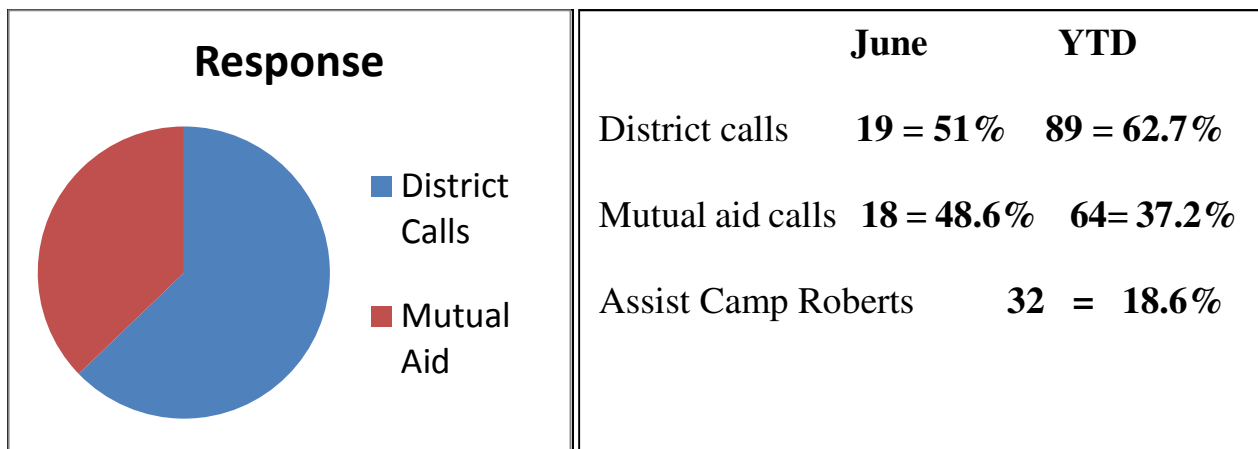 Response
District
Calls
Mutual
Aid
June YTD
District calls 19 = 51% 89 = 62.7%
Mutual aid calls 18 = 48.6% 64= 37.2%
Assist Camp Roberts 32 = 18.6%